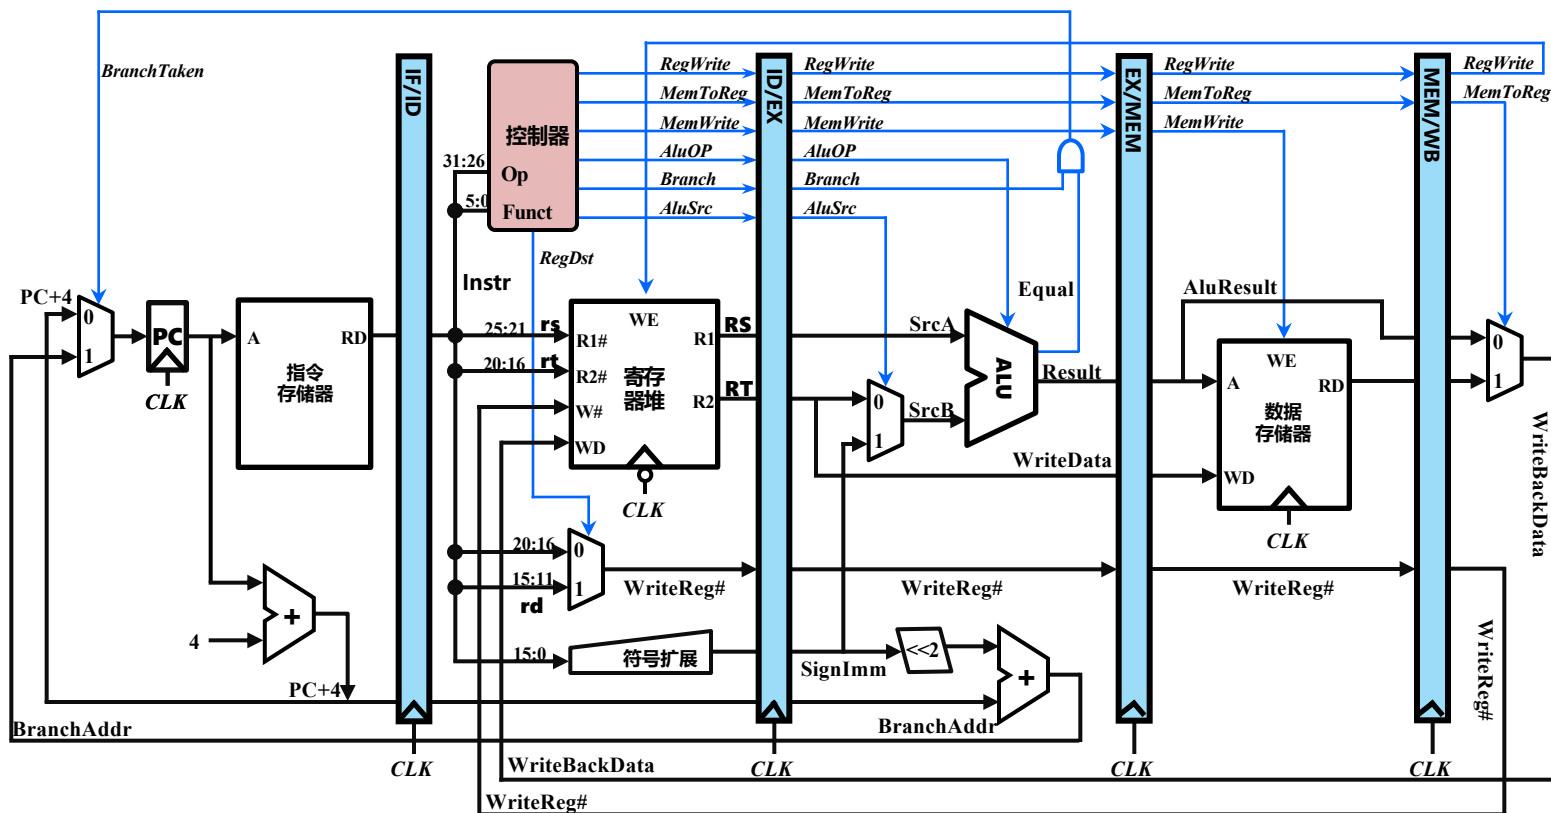 BranchTaken
IF/ID
控制器
31:26
Op
5:0
Funct
RegWrite
MemToReg
MemWrite
AluOP
Branch
AluSrc
RegDst
ID/EX
RegWrite
MemToReg
MemWrite
AluOP
Branch
AluSrc
EX/MEM
RegWrite
MemToReg
MemWrite
MEM/WB
RegWrite
MemToReg
PC+4
0
1
PC
CLK
A
RD
指令
存储器
Instr
25:21
rs
20:16
rt
R1#
R2#
W#
WD
WE
寄存
器堆
R1
R2
CLK
RS
RT
0
1
SrcA
SrcB
ALU
Equal
Result
WriteData
AluResult
A
WE
RD
数据
存储器
WD
CLK
0
1
WriteBackData
20:16
15:11
rd
0
1
WriteReg#
WriteReg#
WriteReg#
WriteReg#
4
+
PC+4
15:0
符号扩展
SignImm
<<2
+
BranchAddr
BranchAddr
CLK
CLK
CLK
CLK
WriteBackData
WriteReg#